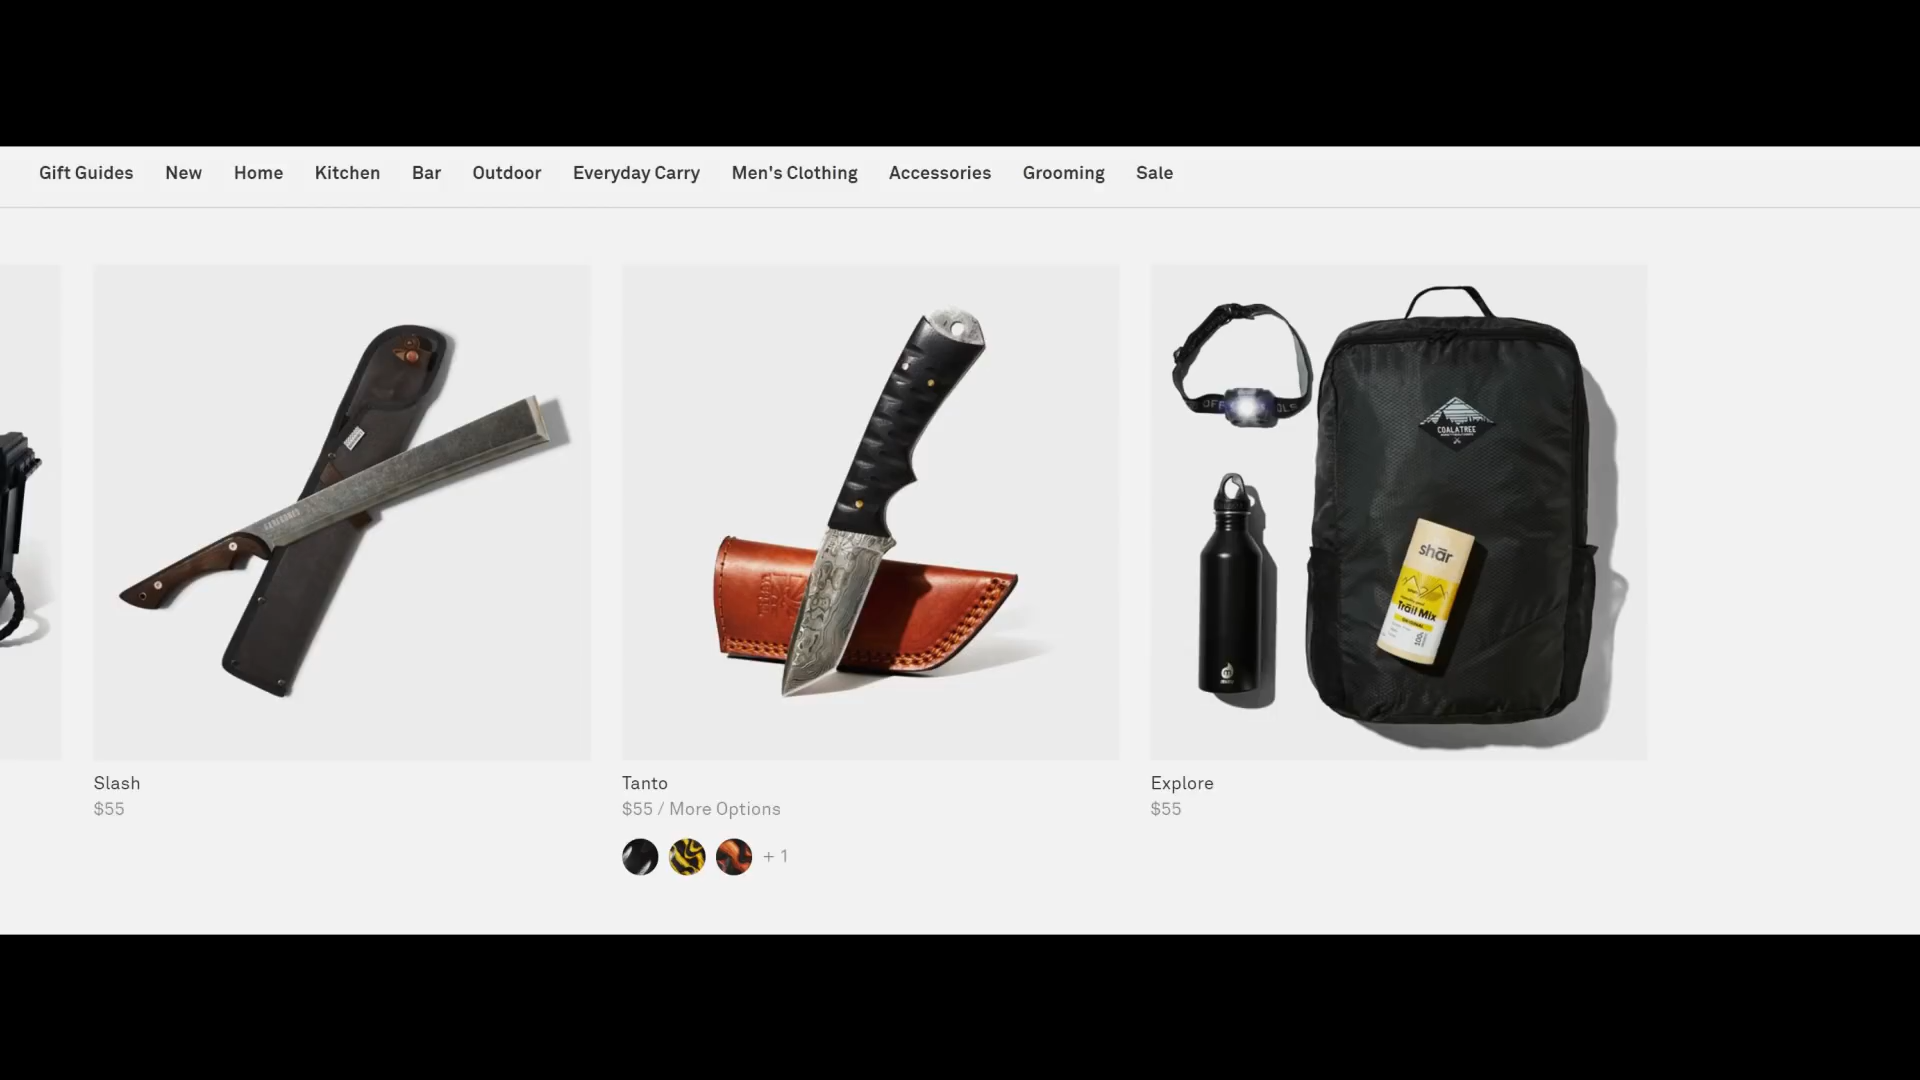 Gift Guides New Home Kitchen Bar Outdoor Everyday Carry Men's Clothing Accessories Grooming Sale
COALATREE
shār
Trāil Mix
Slash
$55
Tanto
$55 / More Options
+ 1
Explore
$55